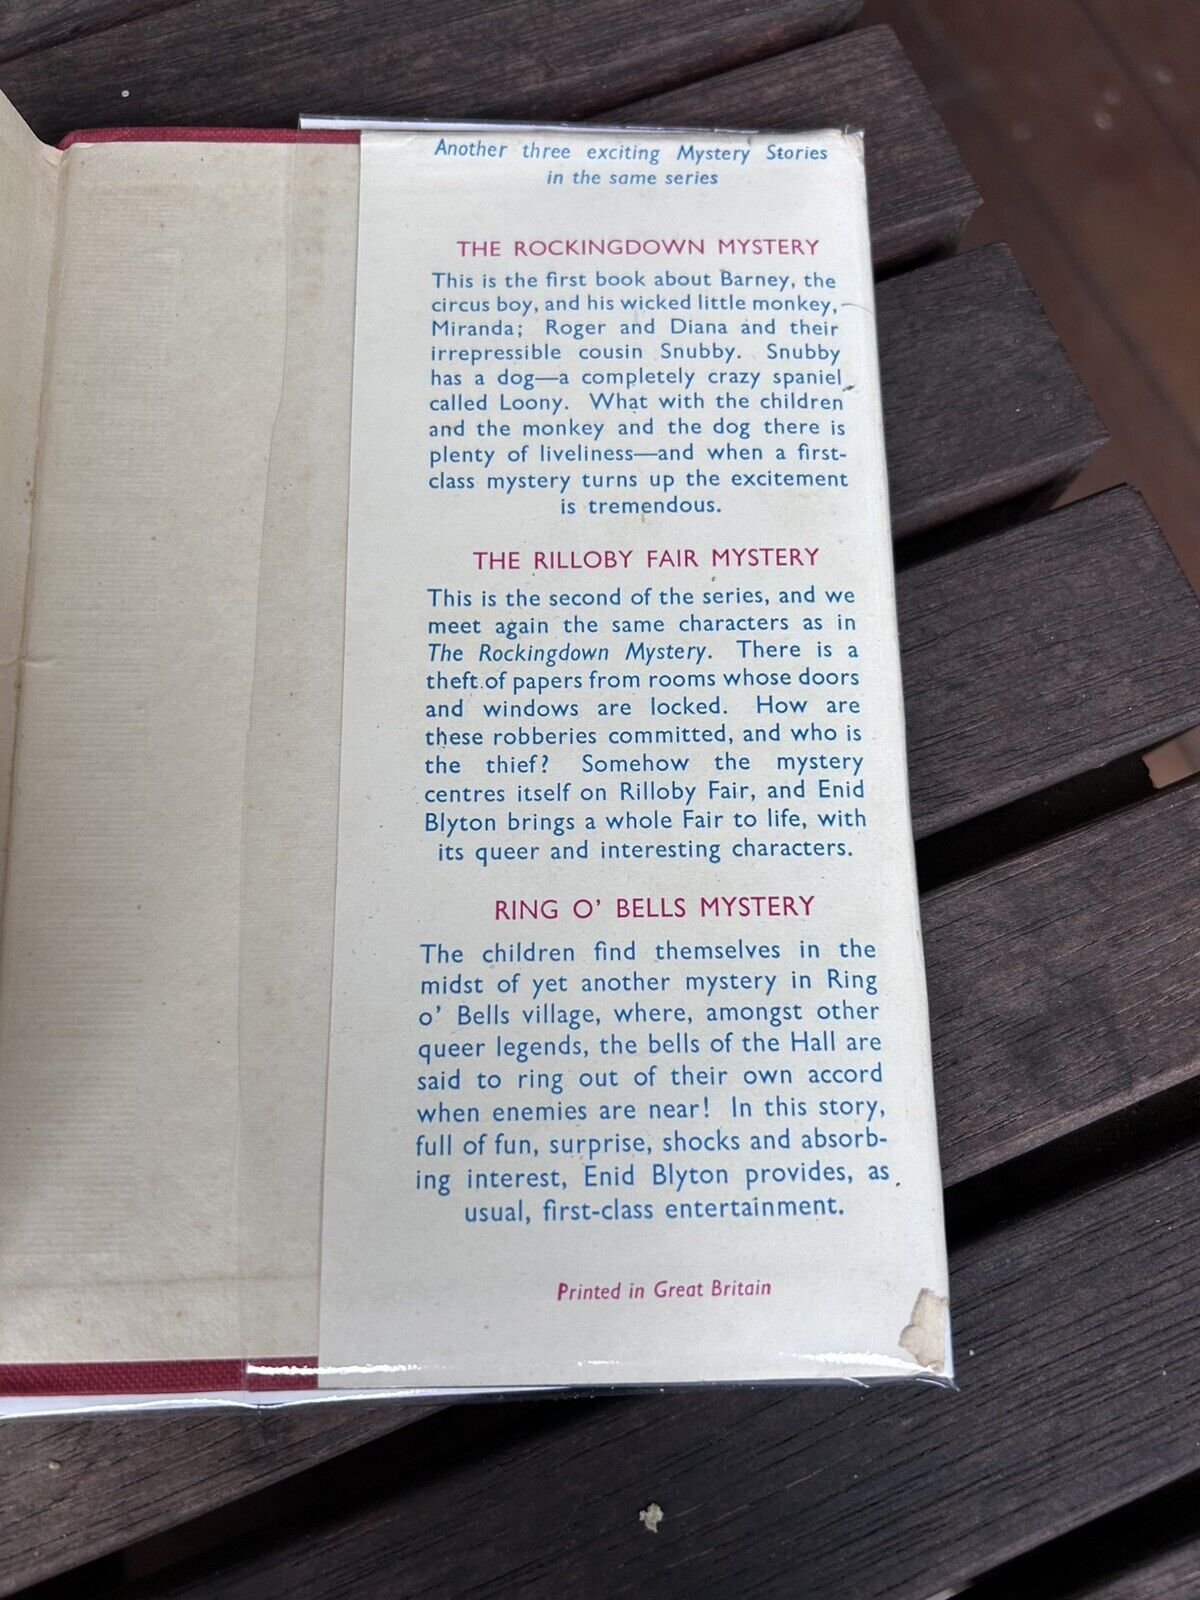 Another three exciting Mystery Stories
in the same series
THE ROCKINGDOWN MYSTERY
This is the first book about Barney, the
circus boy, and his wicked little monkey,
Miranda; Roger and Diana and their
irrepressible cousin Snubby. Snubby
has a dog—a completely crazy spaniel
called Loony. What with the children
and the monkey and the dog there is
plenty of liveliness—and when a first-
class mystery turns up the excitement
is tremendous.
THE RILLOBY FAIR MYSTERY
This is the second of the series, and we
meet again the same characters as in
The Rockingdown Mystery. There is a
theft of papers from rooms whose doors
and windows are locked. How are
these robberies committed, and who is
the thief? Somehow the mystery
centres itself on Rilloby Fair, and Enid
Blyton brings a whole Fair to life, with
its queer and interesting characters.
RING O' BELLS MYSTERY
The children find themselves in the
midst of yet another mystery in Ring
o' Bells village, where, amongst other
queer legends, the bells of the Hall are
said to ring out of their own accord
when enemies are near! In this story,
full of fun, surprise, shocks and absorb-
ing interest, Enid Blyton provides, as
usual, first-class entertainment.
Printed in Great Britain